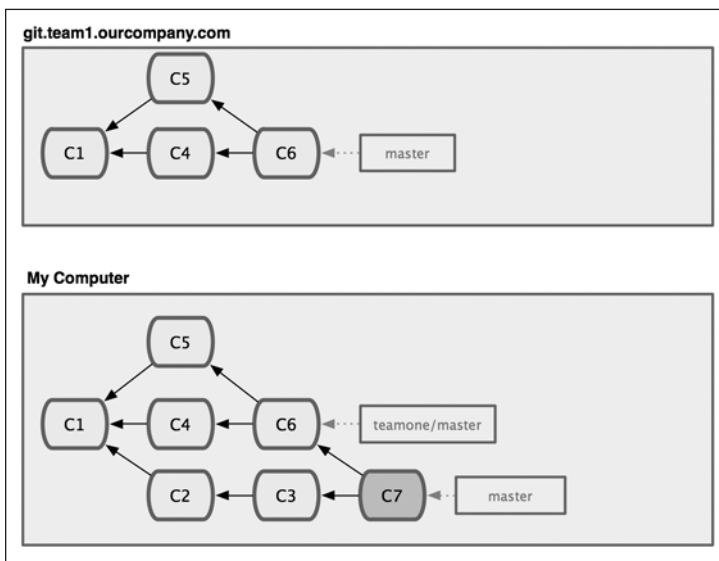 git.team1.ourcompany.com
C5
C1
C4
C6
master
My Computer
C5
C1
C4
C6
teamone/master
C2
C3
C7
master